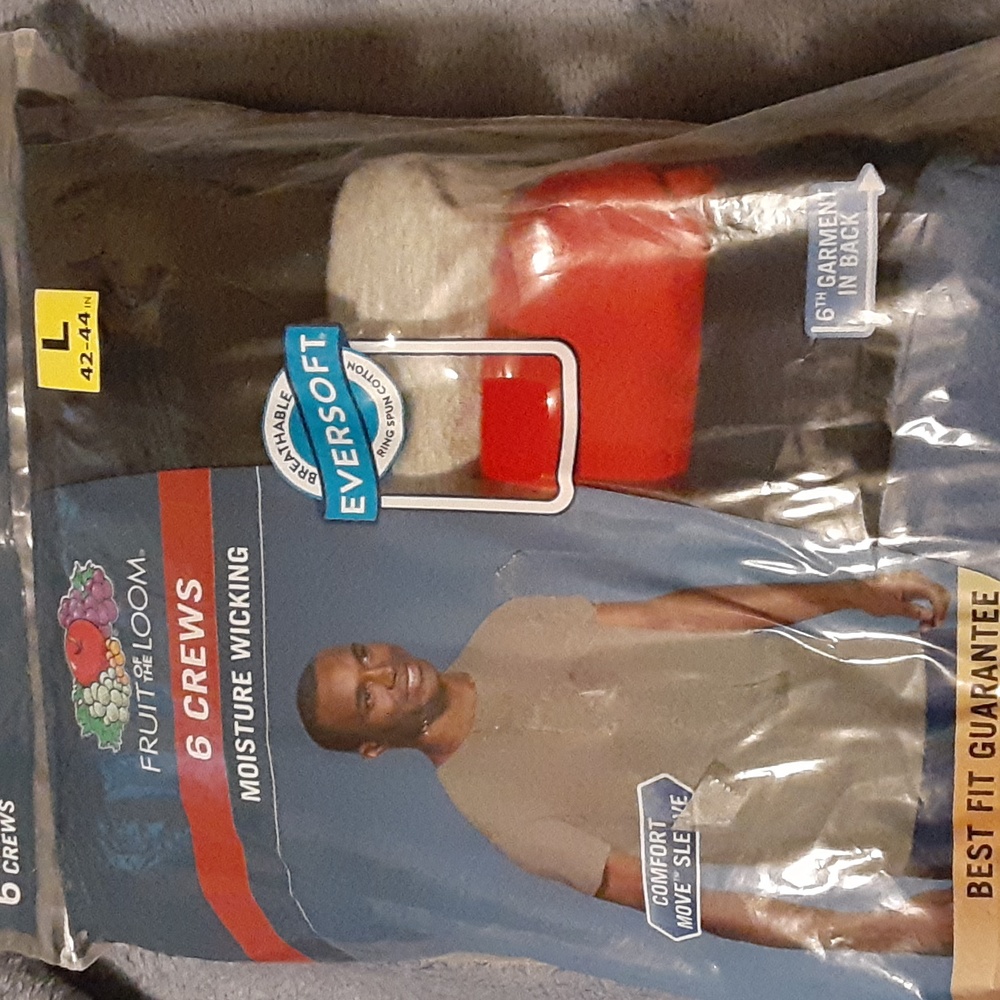 6 CREWS
FRUIT OF THE LOOM®
6 CREWS
MOISTURE WICKING
L
42-44 IN
BREATHABLE
EVERSOFT
RING SPUN COTTON
COMFORT
MOVE™ SLEEVE
6TH GARMENT
IN BACK
BEST FIT GUARANTEE